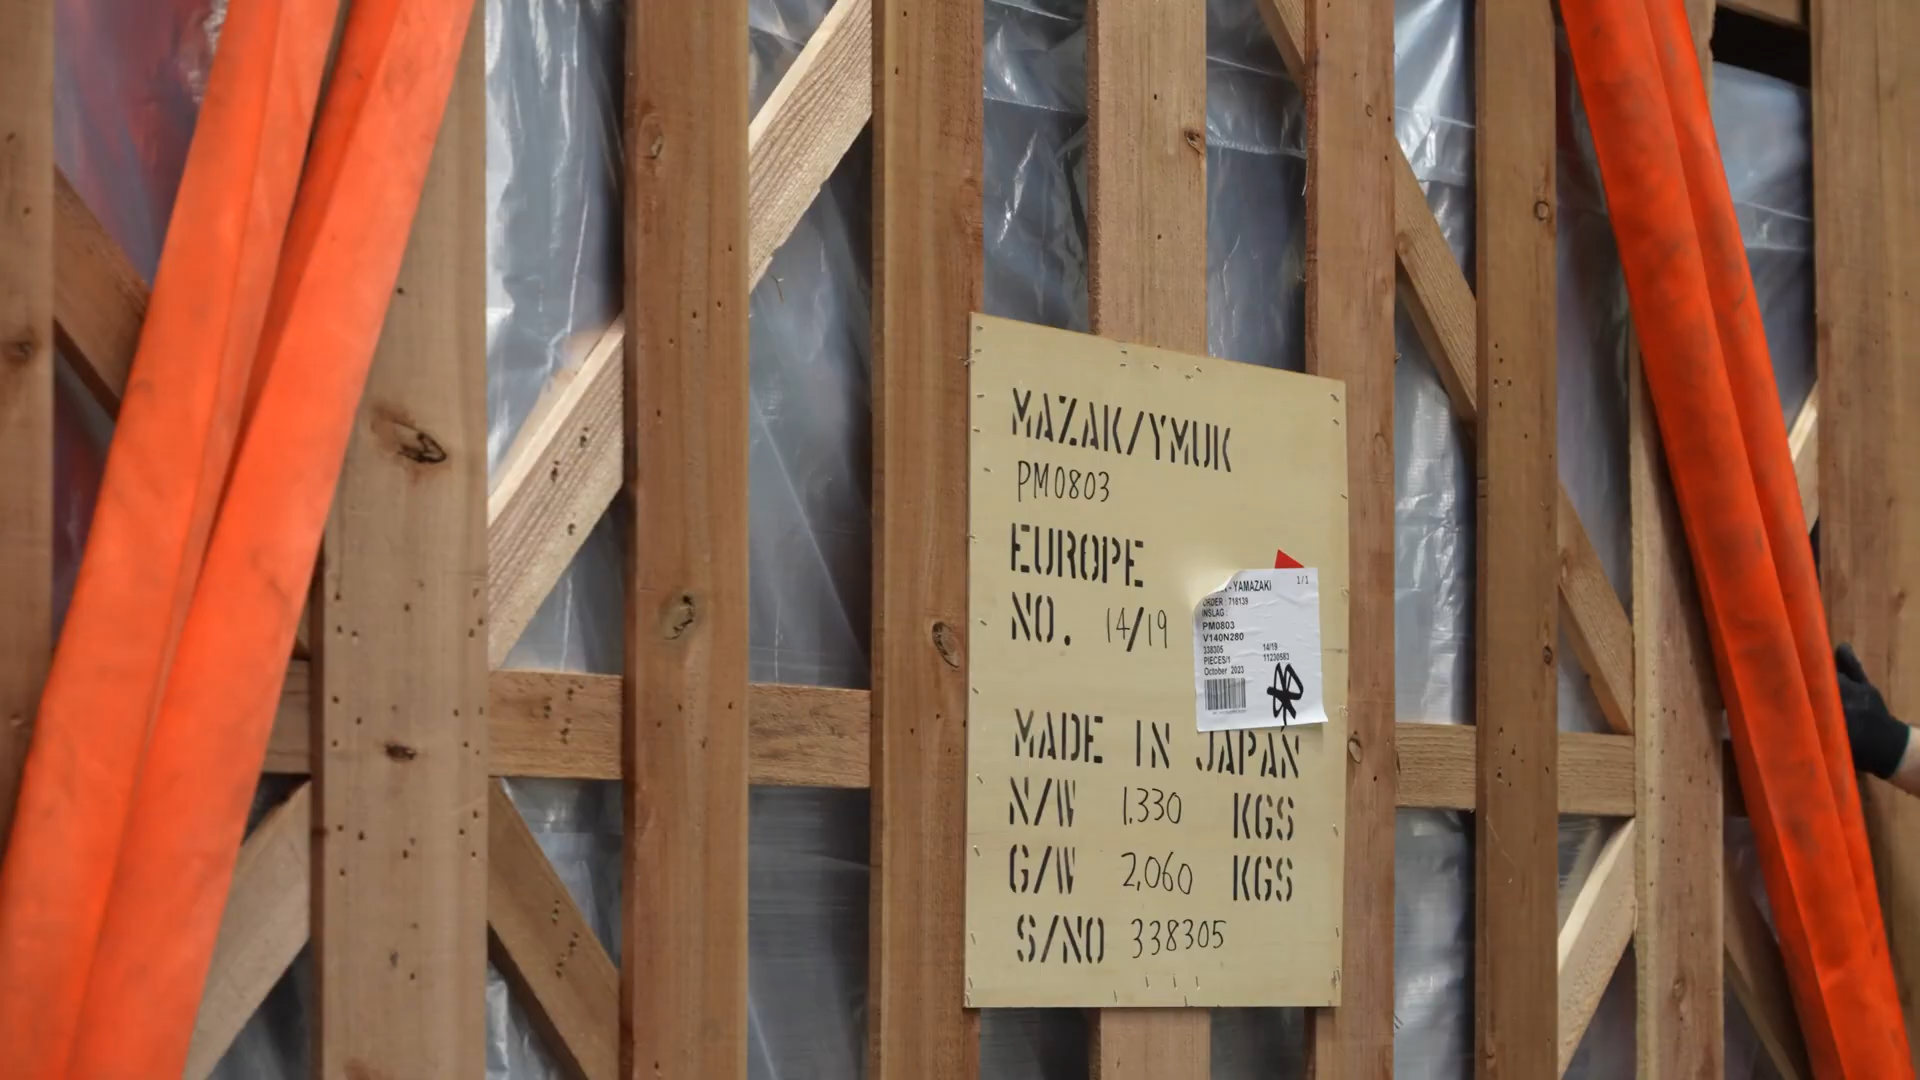 MAZAK/YMUK
PM0803
EUROPE
NO. 14/19
MADE IN JAPAN
N/W 1,330 KGS
G/W 2,060 KGS
S/NO 338305
- YAMAZAKI 1/1
ORDER : 718139
INSLAG :
PM0803
V140N280
338305 14/19
PIECES/1 11230583
October 2023